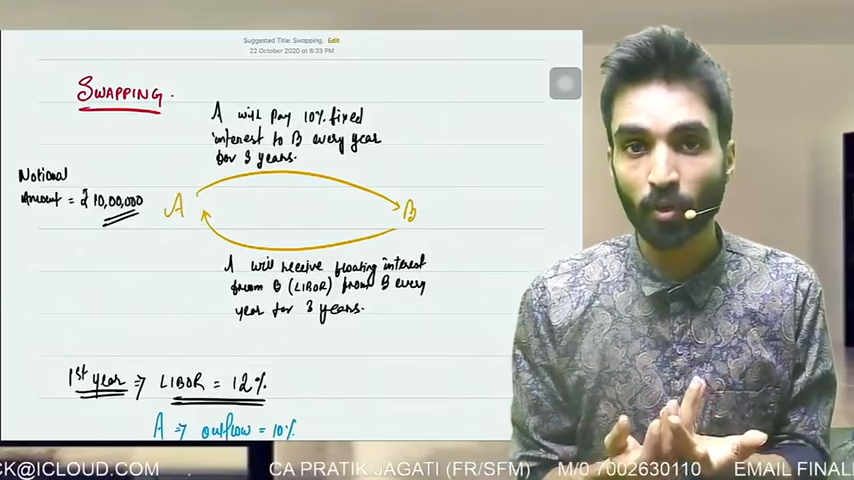 Suggested Title: Swapping. Edit
22 October 2020 at 8:33 PM
SWAPPING.
A will pay 10% fixed
interest to B every year
for 3 years.
Notional
Amount = ₹ 10,00,000
A
B
A will receive floating interest
from B (LIBOR) from B every
year for 3 years.
1st year ⇒ LIBOR = 12%
A ⇒ outflow = 10%
CK@ICLOUD.COM
CA PRATIK JAGATI (FR/SFM)
M/0 7002630110
EMAIL FINAL